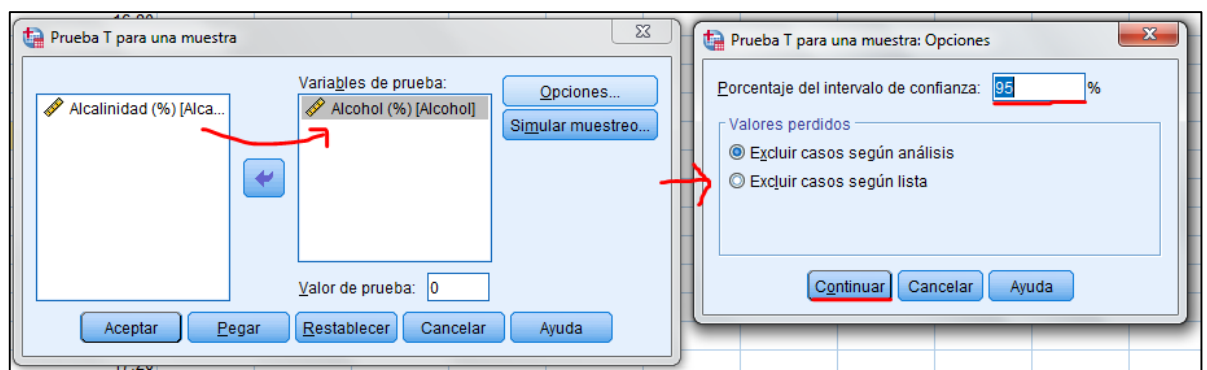 Prueba T para una muestra
Variables de prueba:
Alcalinidad (%) [Alca...
Alcohol (%) [Alcohol]
Opciones...
Simular muestreo...
Valor de prueba: 0
Aceptar Pegar Restablecer Cancelar Ayuda
Prueba T para una muestra: Opciones
Porcentaje del intervalo de confianza: 95 %
Valores perdidos
Excluir casos según análisis
Excluir casos según lista
Continuar Cancelar Ayuda